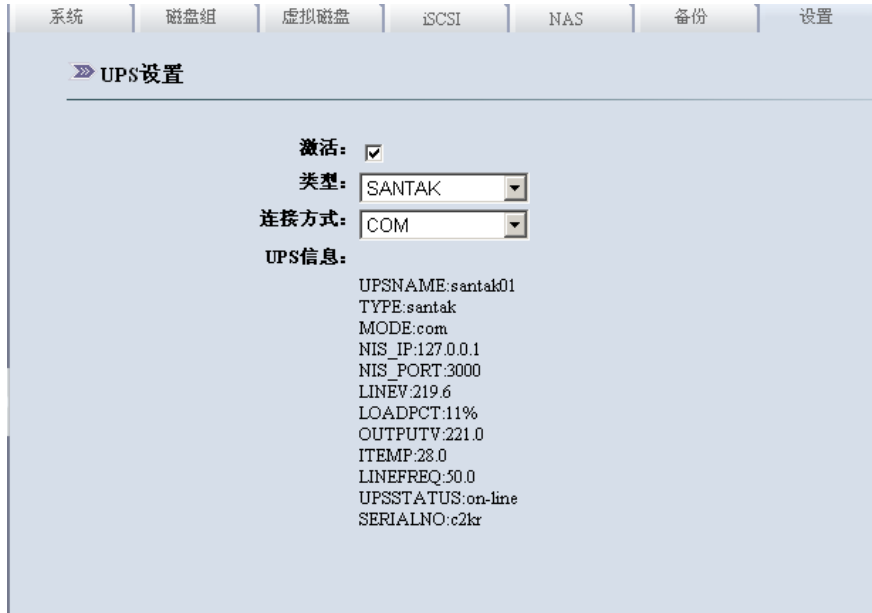 系统 磁盘组 虚拟磁盘 iSCSI NAS 备份 设置
UPS设置
激活：
类型： SANTAK
连接方式： COM
UPS信息：
UPSNAME:santak01
TYPE:santak
MODE:com
NIS_IP:127.0.0.1
NIS_PORT:3000
LINEV:219.6
LOADPCT:11%
OUTPUTV:221.0
ITEMP:28.0
LINEFREQ:50.0
UPSSTATUS:on-line
SERIALNO:c2kr